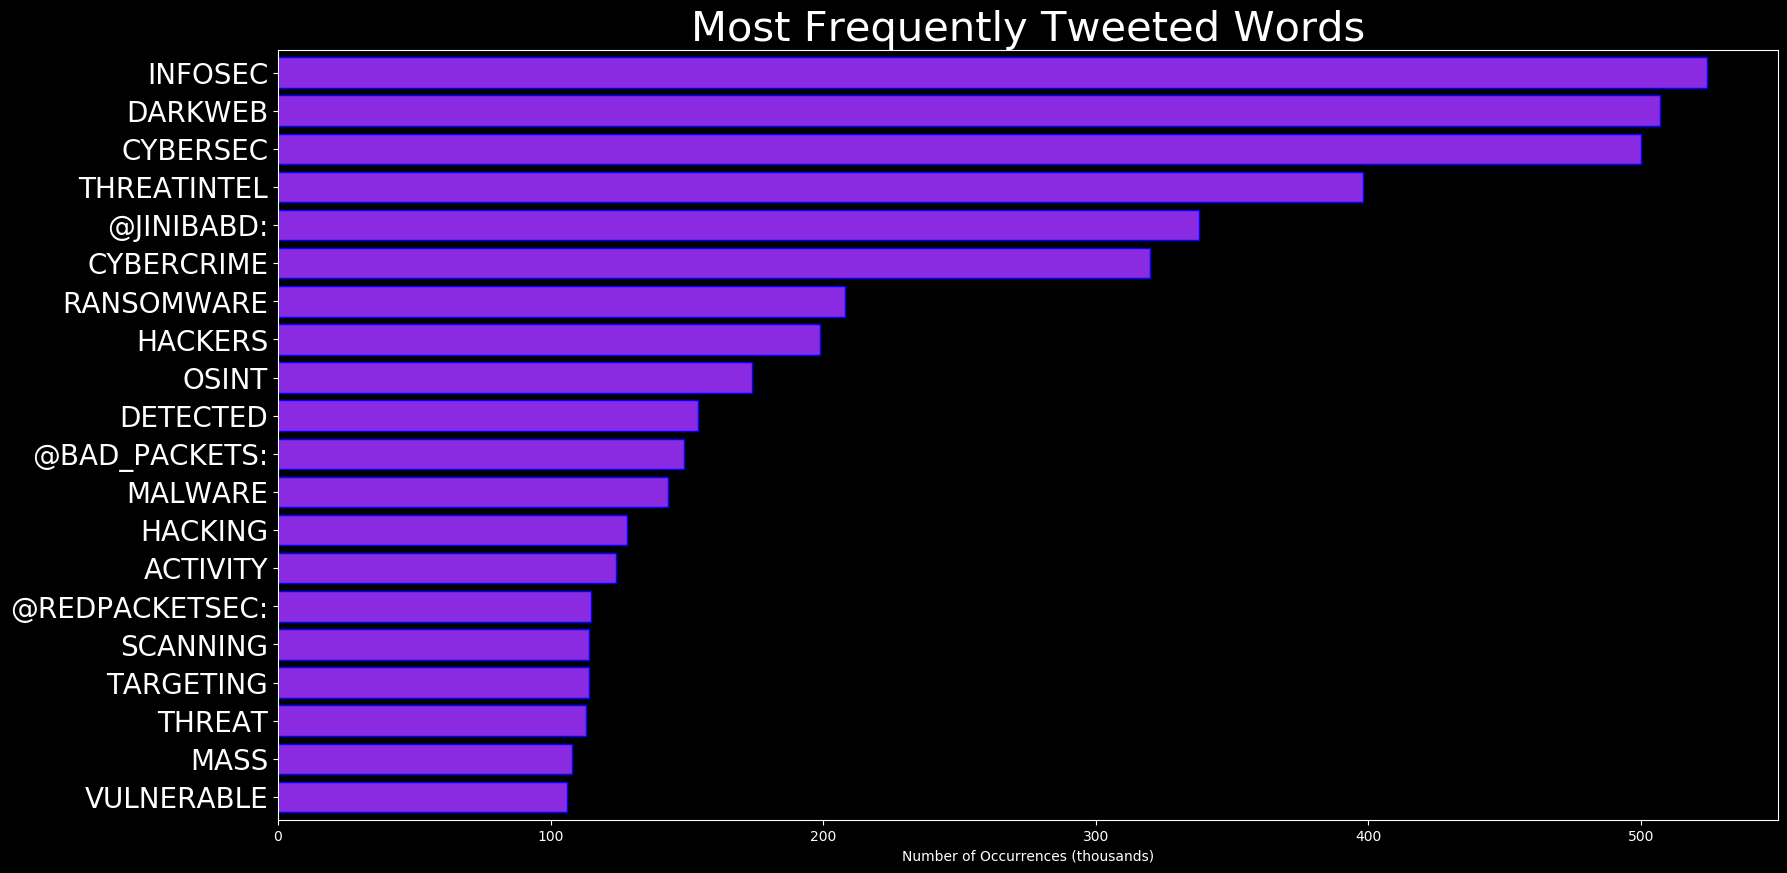 Most Frequently Tweeted Words
INFOSEC
DARKWEB
CYBERSEC
THREATINTEL
@JINIBABD:
CYBERCRIME
RANSOMWARE
HACKERS
OSINT
DETECTED
@BAD_PACKETS:
MALWARE
HACKING
ACTIVITY
@REDPACKETSEC:
SCANNING
TARGETING
THREAT
MASS
VULNERABLE
0 100 200 300 400 500
Number of Occurrences (thousands)